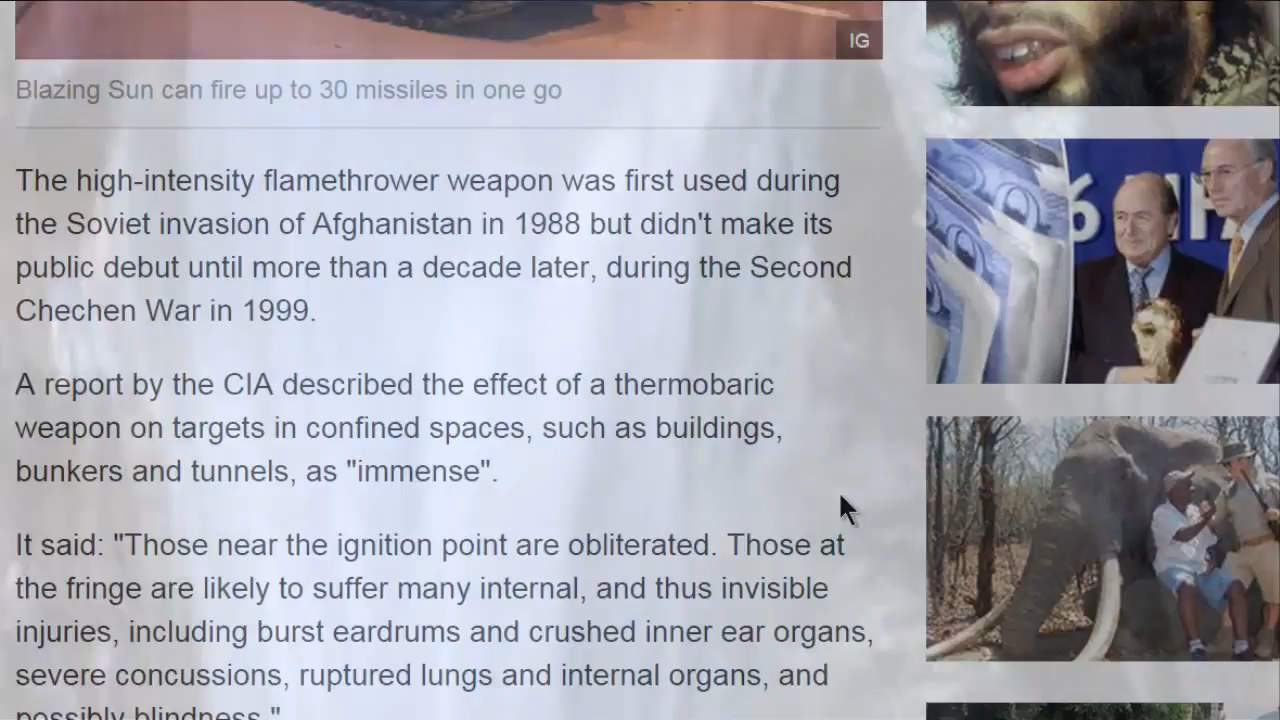 IG
Blazing Sun can fire up to 30 missiles in one go
The high-intensity flamethrower weapon was first used during
the Soviet invasion of Afghanistan in 1988 but didn't make its
public debut until more than a decade later, during the Second
Chechen War in 1999.
A report by the CIA described the effect of a thermobaric
weapon on targets in confined spaces, such as buildings,
bunkers and tunnels, as "immense".
It said: "Those near the ignition point are obliterated. Those at
the fringe are likely to suffer many internal, and thus invisible
injuries, including burst eardrums and crushed inner ear organs,
severe concussions, ruptured lungs and internal organs, and
possibly blindness."